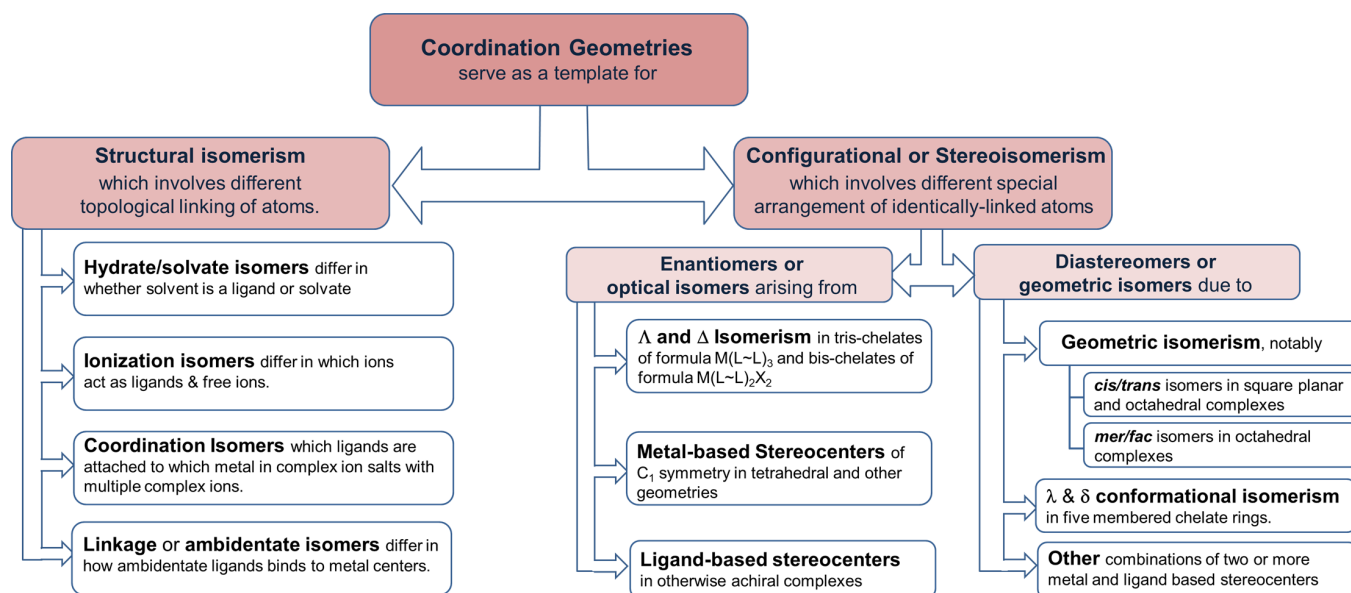 Coordination Geometries
serve as a template for
Structural isomerism
which involves different
topological linking of atoms.
Hydrate/solvate isomers differ in
whether solvent is a ligand or solvate
Ionization isomers differ in which ions
act as ligands & free ions.
Coordination Isomers which ligands are
attached to which metal in complex ion salts with
multiple complex ions.
Linkage or ambidentate isomers differ in
how ambidentate ligands binds to metal centers.
Configurational or Stereoisomerism
which involves different special
arrangement of identically-linked atoms
Enantiomers or
optical isomers arising from
Λ and Δ Isomerism in tris-chelates
of formula M(L~L)₃ and bis-chelates of
formula M(L~L)₂X₂
Metal-based Stereocenters of
C₁ symmetry in tetrahedral and other
geometries
Ligand-based stereocenters
in otherwise achiral complexes
Diastereomers or
geometric isomers due to
Geometric isomerism, notably
cis/trans isomers in square planar
and octahedral complexes
mer/fac isomers in octahedral
complexes
λ & δ conformational isomerism
in five membered chelate rings.
Other combinations of two or more
metal and ligand based stereocenters